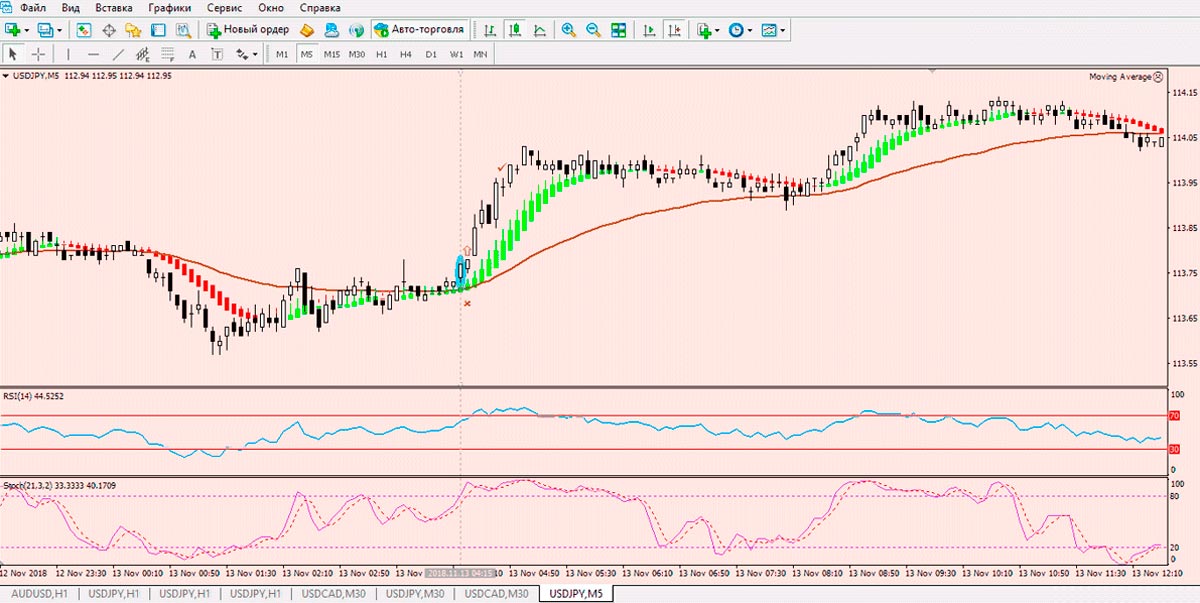 Файл Вид Вставка Графики Сервис Окно Справка
Новый ордер Авто-торговля
A T M1 M5 M15 M30 H1 H4 D1 W1 MN
USDJPY,M5 112.94 112.95 112.94 112.95
Moving Average
114.15
114.05
113.95
113.85
113.75
113.65
113.55
RSI(14) 44.5252
100
70
30
0
Stoch(21,3,2) 33.3333 40.1709
100
80
20
0
12 Nov 2018 12 Nov 23:30 13 Nov 00:10 13 Nov 00:50 13 Nov 01:30 13 Nov 02:10 13 Nov 02:50 13 Nov 2018.11.13 04:15 10 13 Nov 04:50 13 Nov 05:30 13 Nov 06:10 13 Nov 06:50 13 Nov 07:30 13 Nov 08:10 13 Nov 08:50 13 Nov 09:30 13 Nov 10:10 13 Nov 10:50 13 Nov 11:30 13 Nov 12:10
AUDUSD,H1 USDJPY,H1 USDJPY,H1 USDJPY,H1 USDCAD,M30 USDJPY,M30 USDCAD,M30 USDJPY,M5